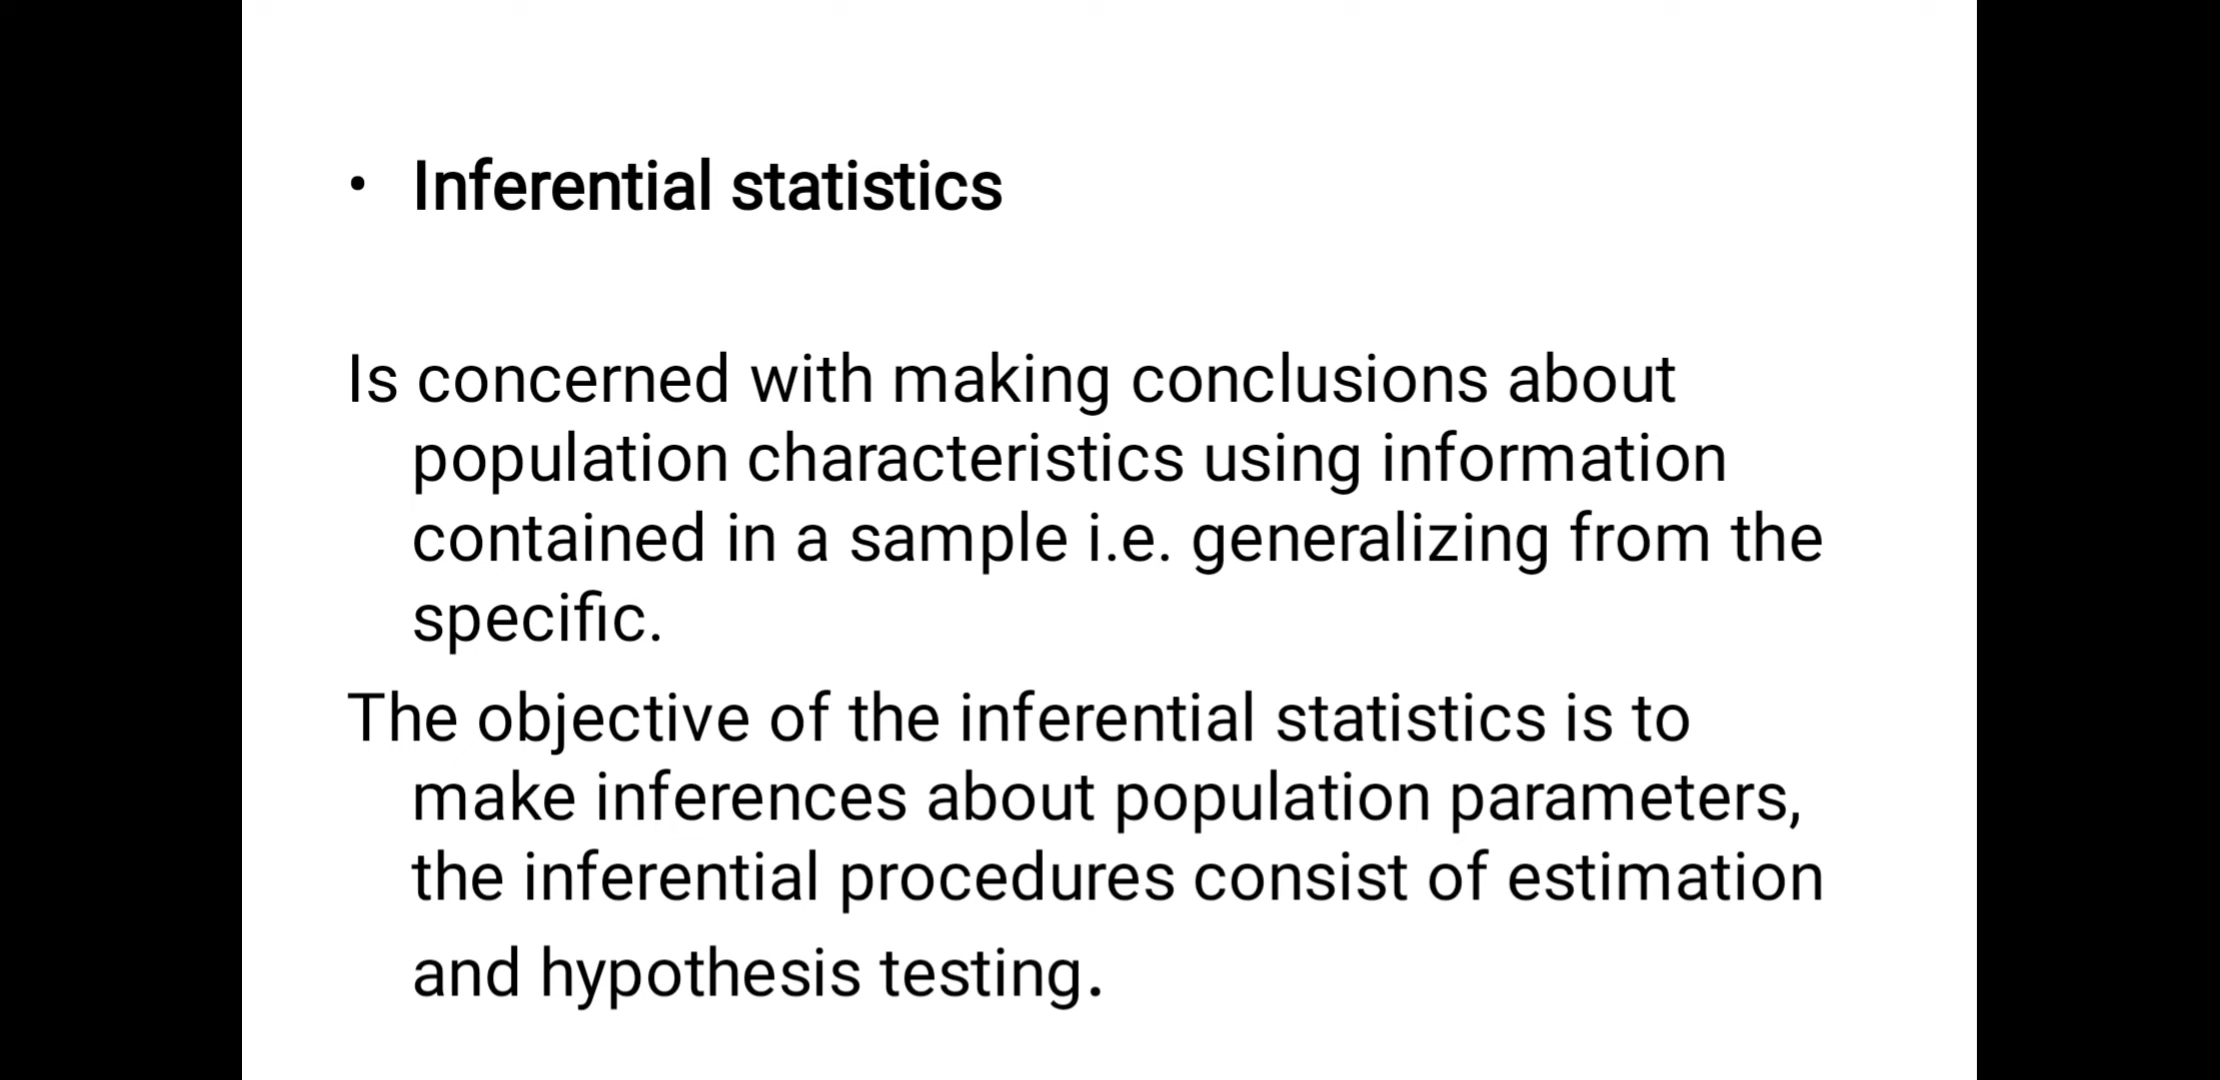 • Inferential statistics
Is concerned with making conclusions about
population characteristics using information
contained in a sample i.e. generalizing from the
specific.
The objective of the inferential statistics is to
make inferences about population parameters,
the inferential procedures consist of estimation
and hypothesis testing.